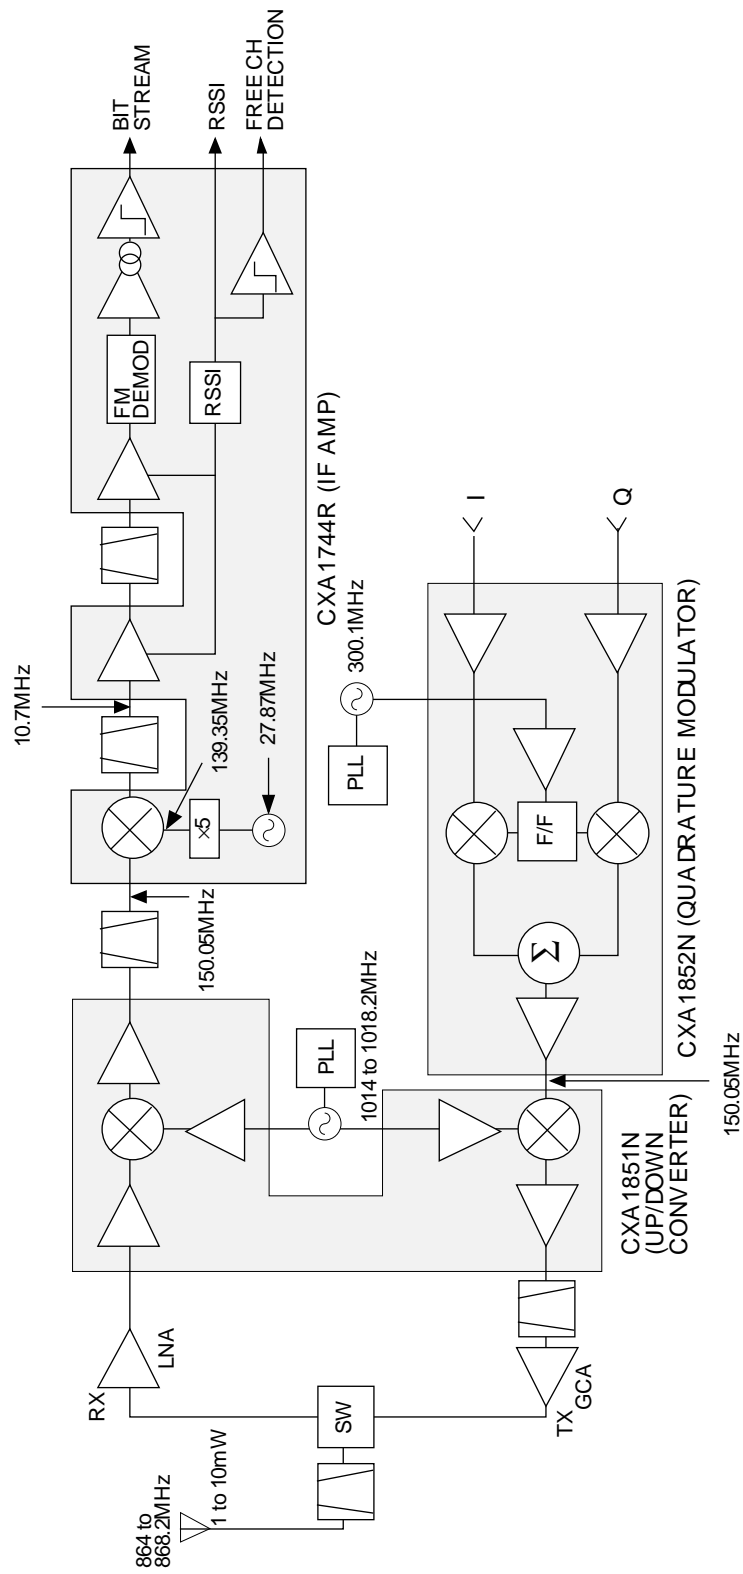 BIT
STREAM
RSSI
FREE CH
DETECTION
FM
DEMOD
RSSI
CXA1744R (IF AMP)
10.7MHz
139.35MHz
×5
27.87MHz
150.05MHz
300.1MHz
PLL
I
Q
F/F
Σ
CXA1852N (QUADRATURE MODULATOR)
PLL
1014 to 1018.2MHz
150.05MHz
CXA1851N
(UP/DOWN
CONVERTER)
RX
LNA
SW
TX
GCA
864 to
868.2MHz
1 to 10mW